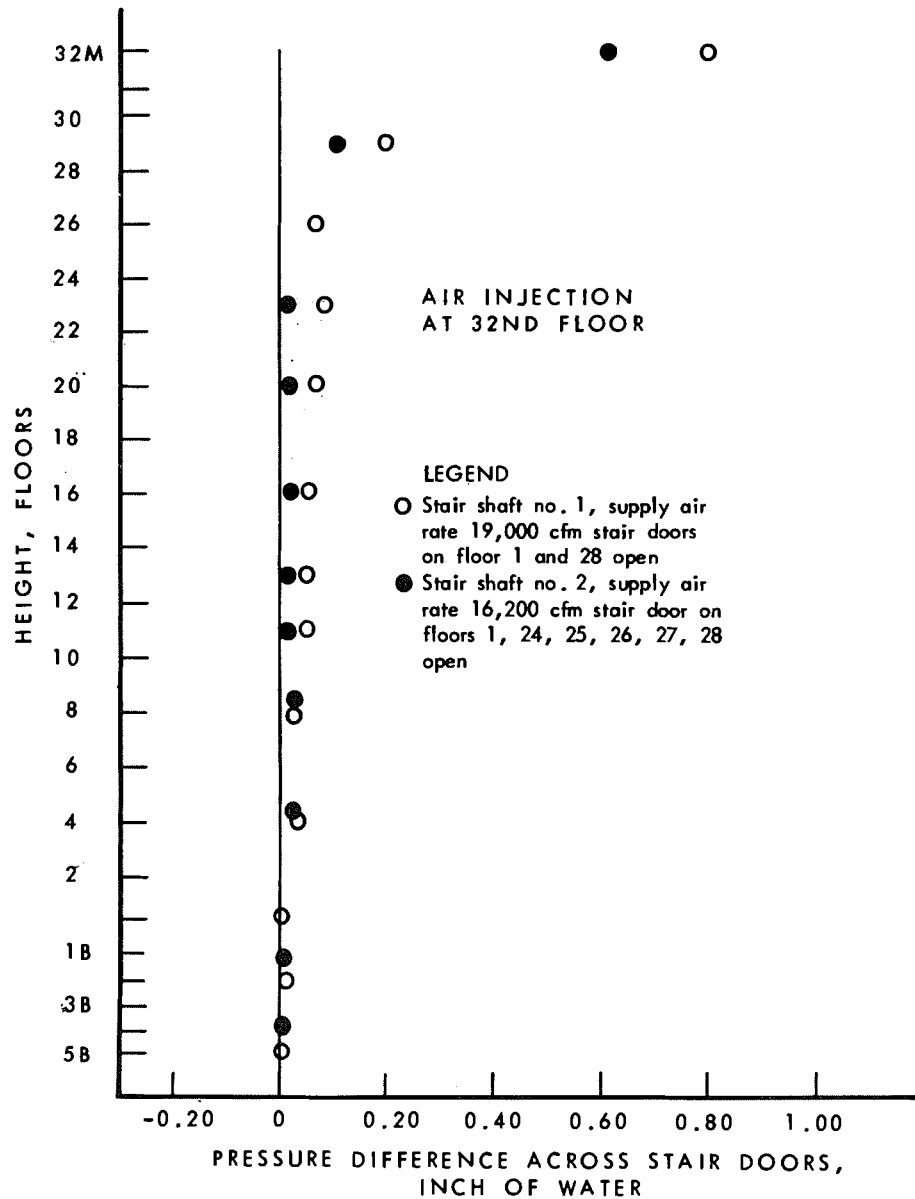 32M
30
28
26
24
22
20
18
16
14
12
10
8
6
4
2
1B
3B
5B
HEIGHT, FLOORS
AIR INJECTION
AT 32ND FLOOR
LEGEND
Stair shaft no. 1, supply air
rate 19,000 cfm stair doors
on floor 1 and 28 open
Stair shaft no. 2, supply air
rate 16,200 cfm stair door on
floors 1, 24, 25, 26, 27, 28
open
-0.20 0 0.20 0.40 0.60 0.80 1.00
PRESSURE DIFFERENCE ACROSS STAIR DOORS,
INCH OF WATER